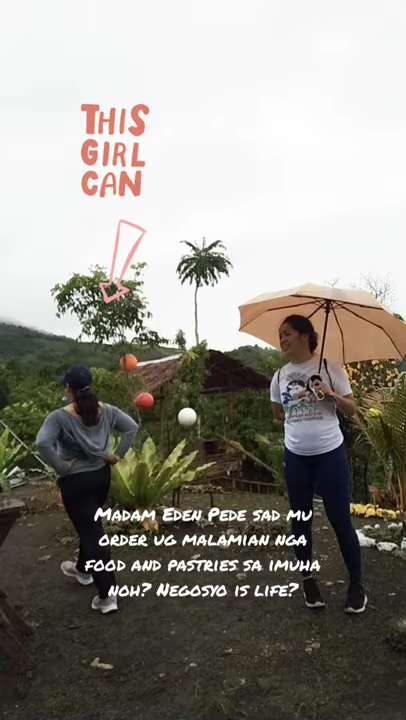 THIS
GIRL
CAN
MADAM EDEN PEDE SAD MU
ORDER UG MALAMIAN NGA
FOOD AND PASTRIES SA IMUHA
NOH? NEGOSYO IS LIFE?